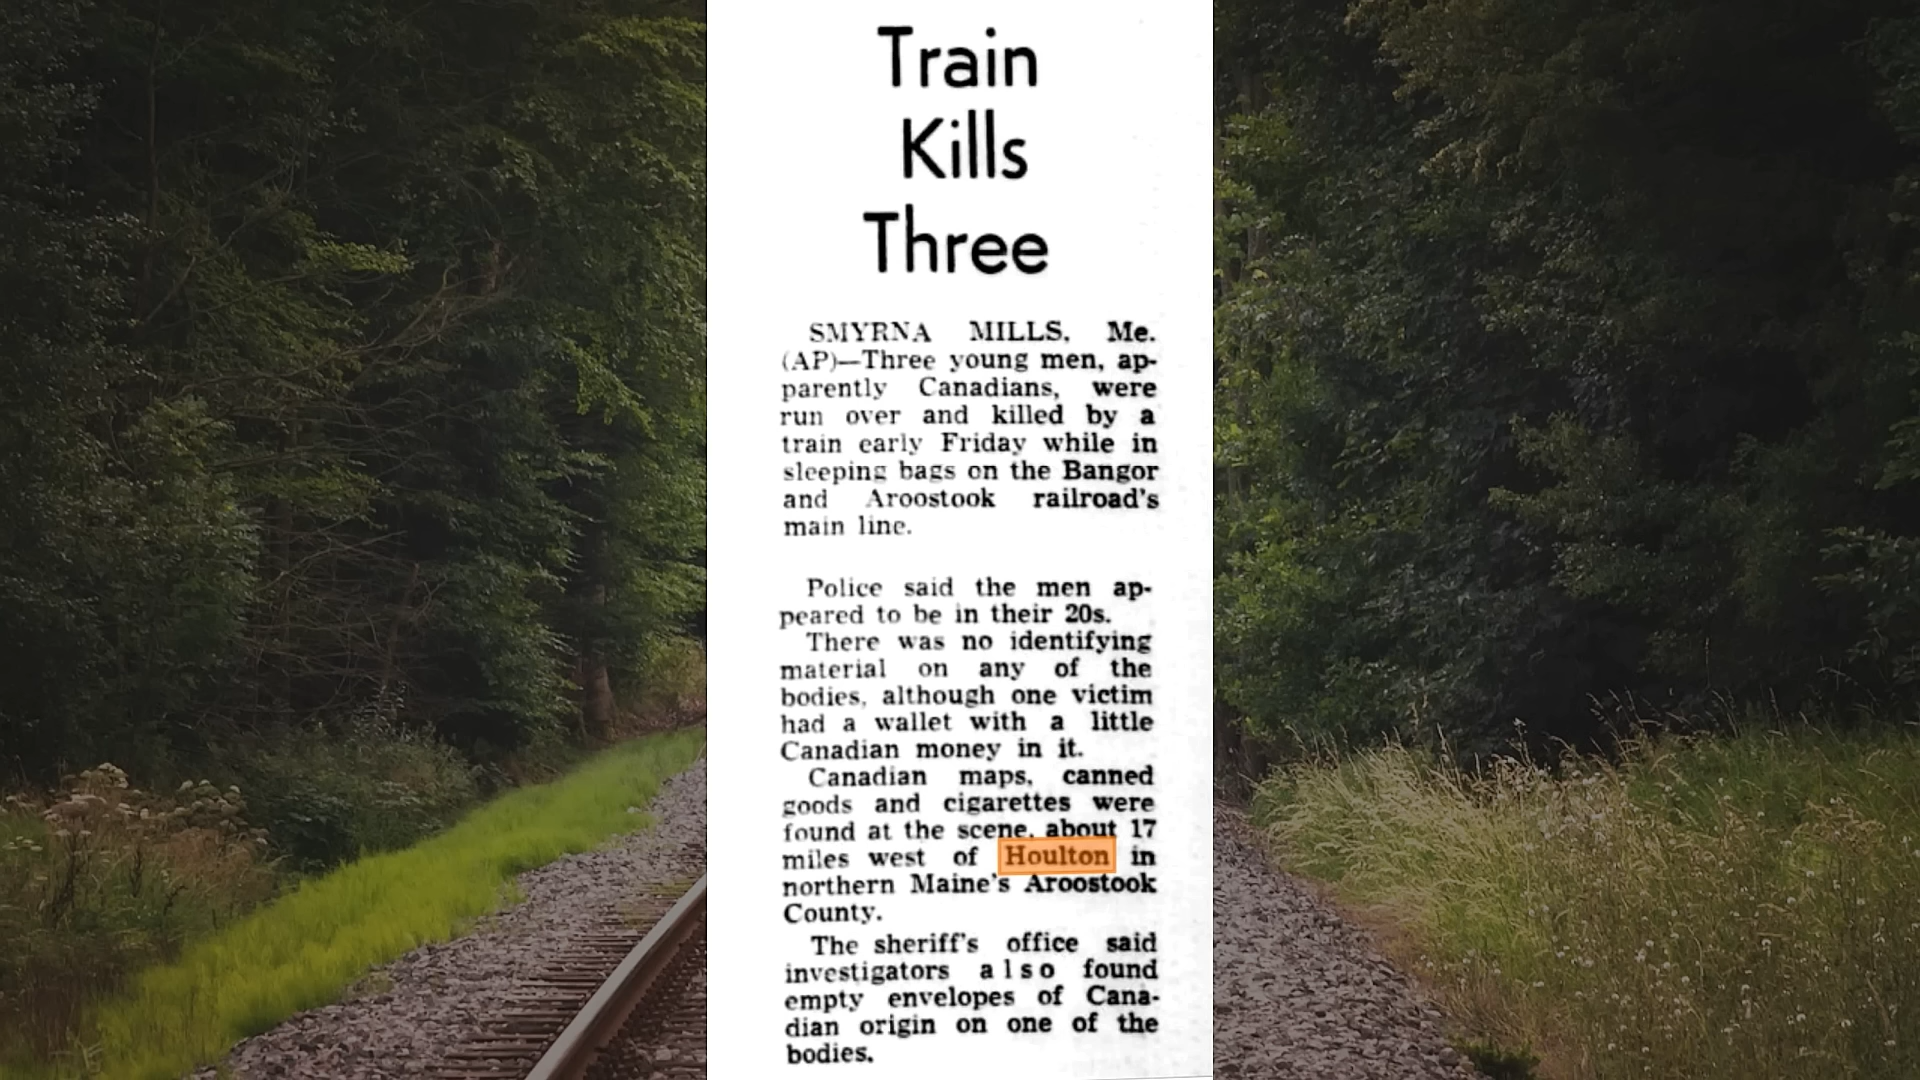 Train
Kills
Three
SMYRNA MILLS, Me.
(AP)—Three young men, ap-
parently Canadians, were
run over and killed by a
train early Friday while in
sleeping bags on the Bangor
and Aroostook railroad's
main line.
Police said the men ap-
peared to be in their 20s.
There was no identifying
material on any of the
bodies, although one victim
had a wallet with a little
Canadian money in it.
Canadian maps, canned
goods and cigarettes were
found at the scene, about 17
miles west of Houlton in
northern Maine's Aroostook
County.
The sheriff's office said
investigators also found
empty envelopes of Cana-
dian origin on one of the
bodies.